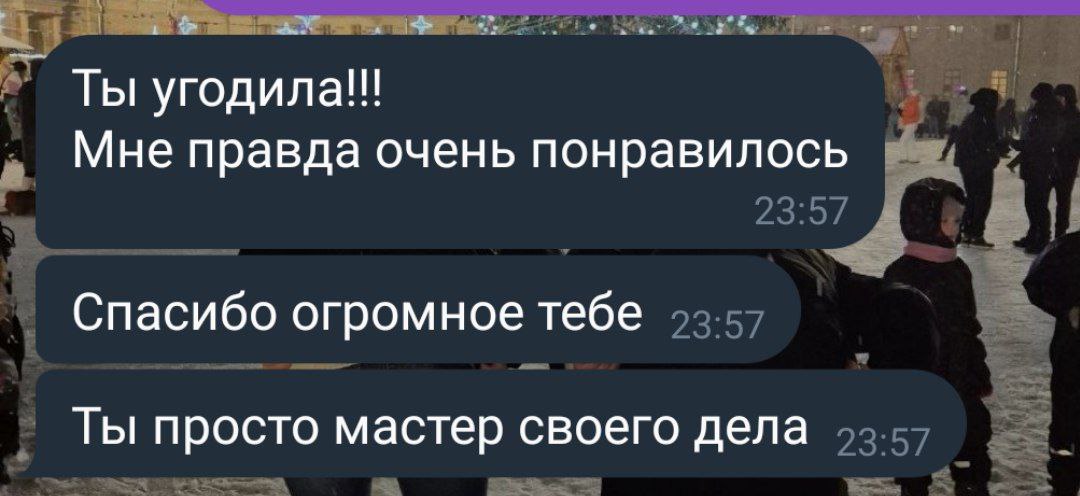 Ты угодила!!!
Мне правда очень понравилось
23:57
Спасибо огромное тебе 23:57
Ты просто мастер своего дела 23:57